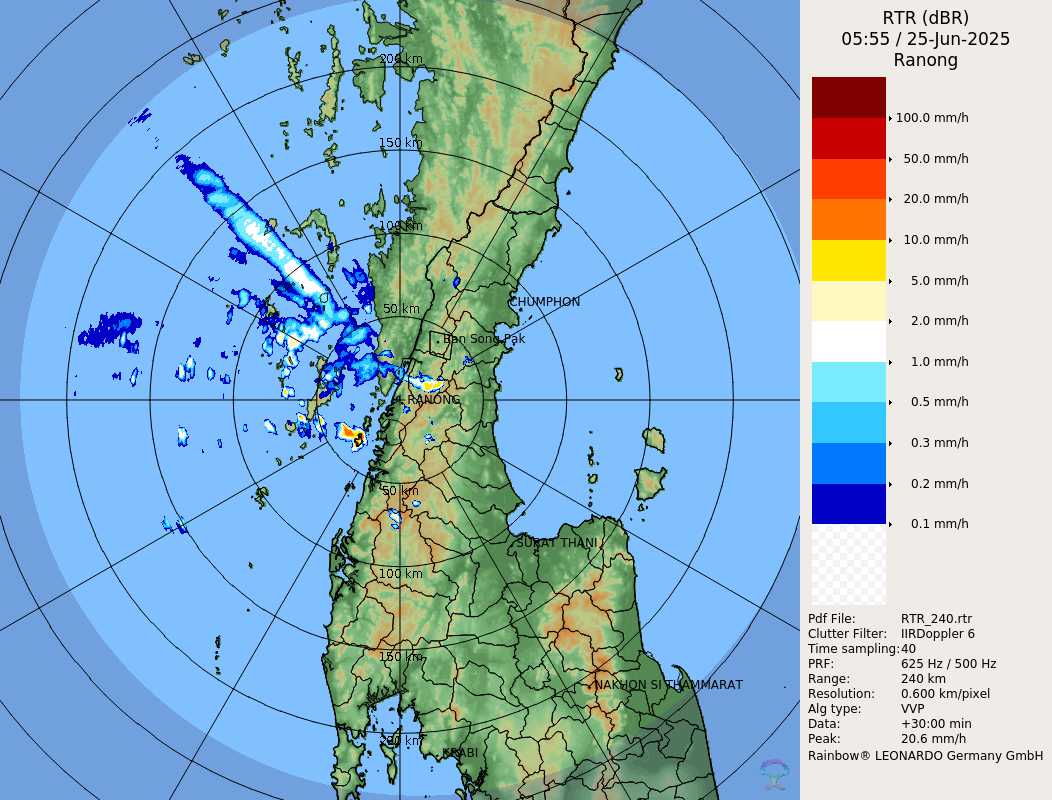 RTR (dBR)
05:55 / 25-Jun-2025
Ranong
100.0 mm/h
50.0 mm/h
20.0 mm/h
10.0 mm/h
5.0 mm/h
2.0 mm/h
1.0 mm/h
0.5 mm/h
0.3 mm/h
0.2 mm/h
0.1 mm/h
Pdf File: RTR_240.rtr
Clutter Filter: IIRDoppler 6
Time sampling:40
PRF: 625 Hz / 500 Hz
Range: 240 km
Resolution: 0.600 km/pixel
Alg type: VVP
Data: +30:00 min
Peak: 20.6 mm/h
Rainbow® LEONARDO Germany GmbH
200 km
150 km
100 km
50 km
CHUMPHON
Ban Song Pak
RANONG
50 km
SURAT THANI
100 km
150 km
NAKHON SI THAMMARAT
200 km
KRABI